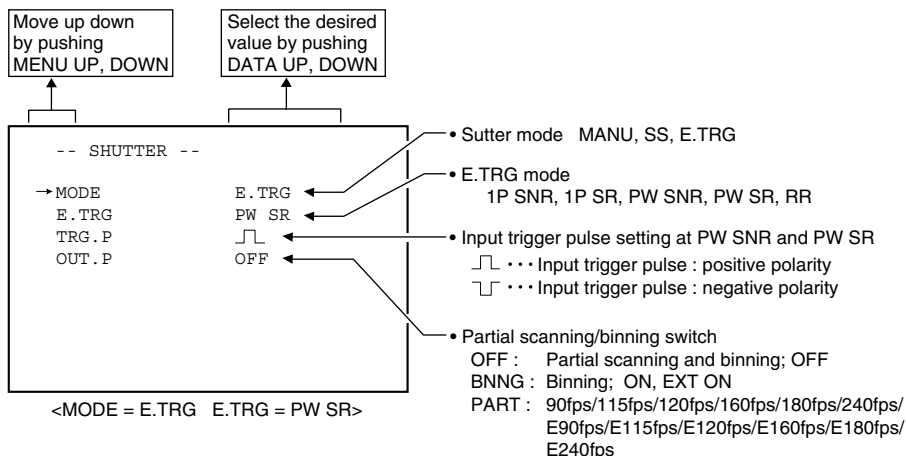 Move up down
by pushing
MENU UP, DOWN
Select the desired
value by pushing
DATA UP, DOWN
-- SHUTTER --
→MODE E.TRG
E.TRG PW SR
TRG.P
OUT.P OFF
• Sutter mode MANU, SS, E.TRG
• E.TRG mode
1P SNR, 1P SR, PW SNR, PW SR, RR
• Input trigger pulse setting at PW SNR and PW SR
･･･Input trigger pulse : positive polarity
･･･Input trigger pulse : negative polarity
• Partial scanning/binning switch
OFF : Partial scanning and binning; OFF
BNNG : Binning; ON, EXT ON
PART : 90fps/115fps/120fps/160fps/180fps/240fps/
E90fps/E115fps/E120fps/E160fps/E180fps/
E240fps
<MODE = E.TRG E.TRG = PW SR>